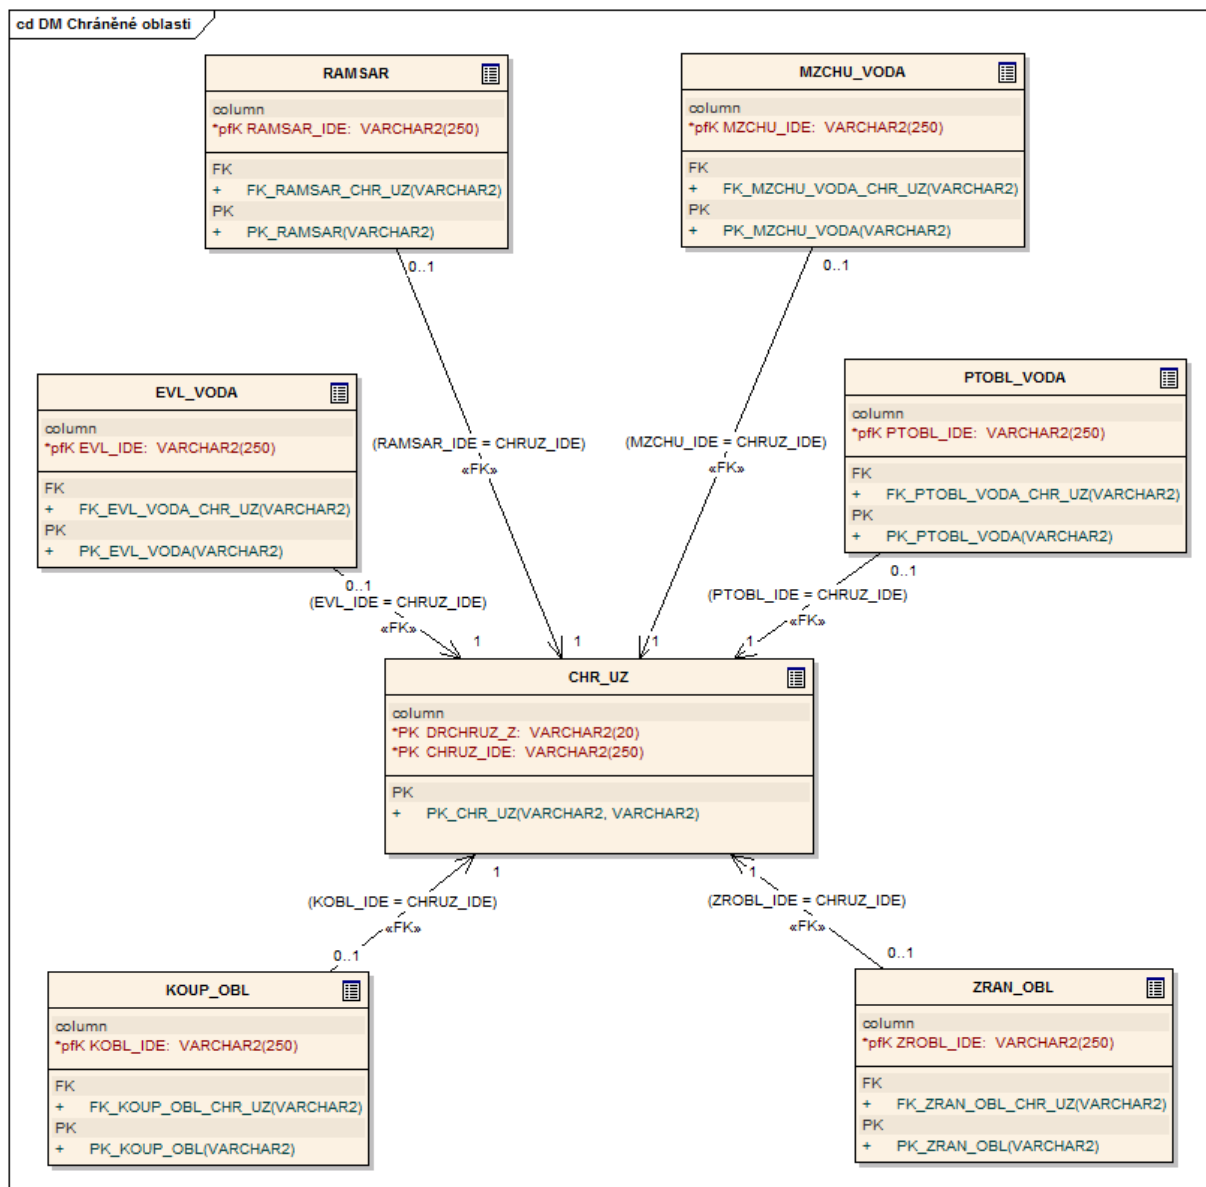 cd DM Chráněné oblasti
RAMSAR
column
*pfK RAMSAR_IDE: VARCHAR2(250)
FK
+ FK_RAMSAR_CHR_UZ(VARCHAR2)
PK
+ PK_RAMSAR(VARCHAR2)
0..1
MZCHU_VODA
column
*pfK MZCHU_IDE: VARCHAR2(250)
FK
+ FK_MZCHU_VODA_CHR_UZ(VARCHAR2)
PK
+ PK_MZCHU_VODA(VARCHAR2)
0..1
EVL_VODA
column
*pfK EVL_IDE: VARCHAR2(250)
FK
+ FK_EVL_VODA_CHR_UZ(VARCHAR2)
PK
+ PK_EVL_VODA(VARCHAR2)
0..1
(RAMSAR_IDE = CHRUZ_IDE)
«FK»
(MZCHU_IDE = CHRUZ_IDE)
«FK»
PTOBL_VODA
column
*pfK PTOBL_IDE: VARCHAR2(250)
FK
+ FK_PTOBL_VODA_CHR_UZ(VARCHAR2)
PK
+ PK_PTOBL_VODA(VARCHAR2)
0..1
(EVL_IDE = CHRUZ_IDE)
«FK»
(PTOBL_IDE = CHRUZ_IDE)
«FK»
1
1
1
1
CHR_UZ
column
*PK DRCHRUZ_Z: VARCHAR2(20)
*PK CHRUZ_IDE: VARCHAR2(250)
PK
+ PK_CHR_UZ(VARCHAR2, VARCHAR2)
1
1
(KOBL_IDE = CHRUZ_IDE)
«FK»
(ZROBL_IDE = CHRUZ_IDE)
«FK»
0..1
0..1
KOUP_OBL
column
*pfK KOBL_IDE: VARCHAR2(250)
FK
+ FK_KOUP_OBL_CHR_UZ(VARCHAR2)
PK
+ PK_KOUP_OBL(VARCHAR2)
ZRAN_OBL
column
*pfK ZROBL_IDE: VARCHAR2(250)
FK
+ FK_ZRAN_OBL_CHR_UZ(VARCHAR2)
PK
+ PK_ZRAN_OBL(VARCHAR2)